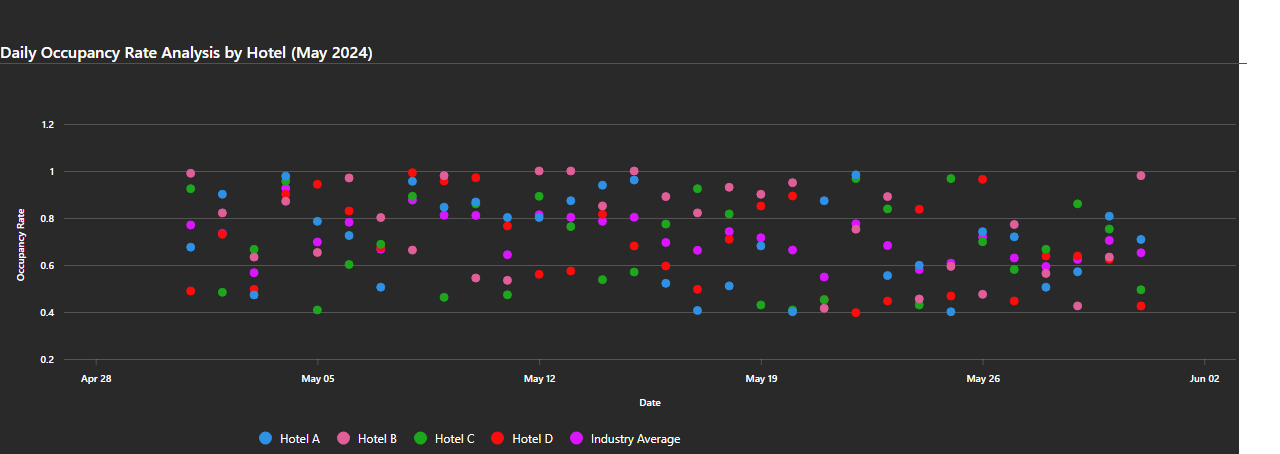 Daily Occupancy Rate Analysis by Hotel (May 2024)
1.2
1
0.8
0.6
0.4
0.2
Occupancy Rate
Apr 28 May 05 May 12 May 19 May 26 Jun 02
Date
Hotel A Hotel B Hotel C Hotel D Industry Average